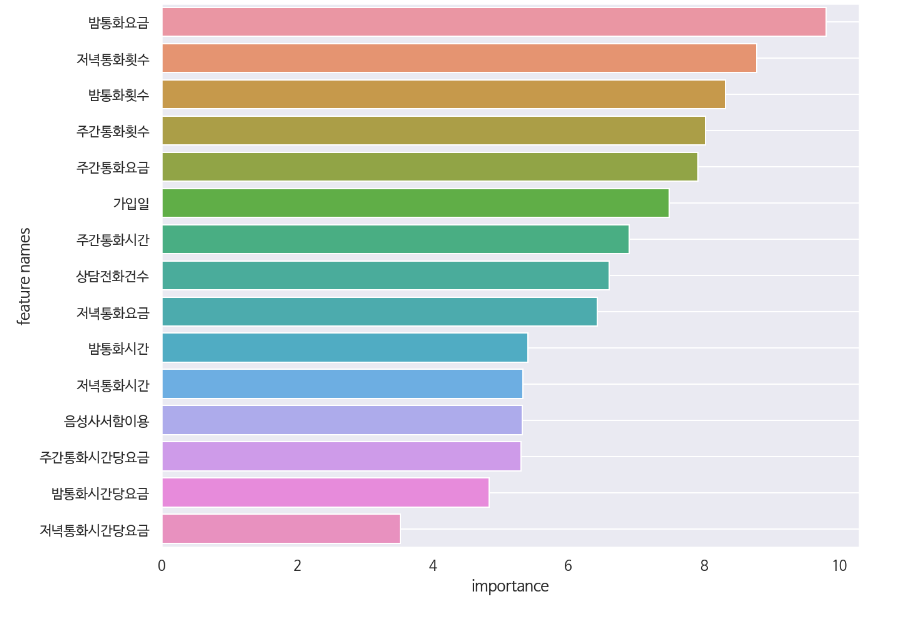 밤통화요금
저녁통화횟수
밤통화횟수
주간통화횟수
주간통화요금
가입일
주간통화시간
상담전화건수
저녁통화요금
밤통화시간
저녁통화시간
음성사서함이용
주간통화시간당요금
밤통화시간당요금
저녁통화시간당요금
feature names
0 2 4 6 8 10
importance